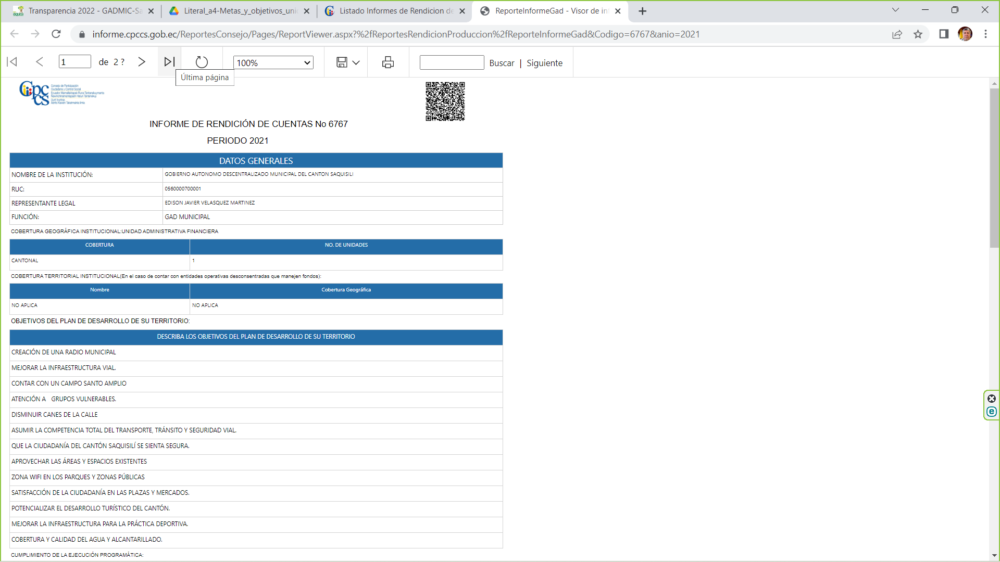 Transparencia 2022 - GADMIC-Sa
Literal_a4-Metas_y_objetivos_uni
Listado Informes de Rendicion de
ReporteInformeGad - Visor de in
informe.cpccs.gob.ec/ReportesConsejo/Pages/ReportViewer.aspx?%2fReportesRendicionProduccion%2fReporteInformeGad&Codigo=6767&anio=2021
1 de 2 ? 100% Buscar | Siguiente
Última página
Consejo de Participación
Ciudadana y Control Social
INFORME DE RENDICIÓN DE CUENTAS No 6767
PERIODO 2021
DATOS GENERALES
NOMBRE DE LA INSTITUCIÓN: GOBIERNO AUTONOMO DESCENTRALIZADO MUNICIPAL DEL CANTON SAQUISILI
RUC: 0560000700001
REPRESENTANTE LEGAL EDISON JAVIER VELASQUEZ MARTINEZ
FUNCIÓN: GAD MUNICIPAL
COBERTURA GEOGRÁFICA INSTITUCIONAL:UNIDAD ADMINISTRATIVA FINANCIERA
COBERTURA NO. DE UNIDADES
CANTONAL 1
COBERTURA TERRITORIAL INSTITUCIONAL(En el caso de contar con entidades operativas desconsentradas que manejen fondos):
Nombre Cobertura Geográfica
NO APLICA NO APLICA
OBJETIVOS DEL PLAN DE DESARROLLO DE SU TERRITORIO:
DESCRIBA LOS OBJETIVOS DEL PLAN DE DESARROLLO DE SU TERRITORIO
CREACIÓN DE UNA RADIO MUNICIPAL
MEJORAR LA INFRAESTRUCTURA VIAL.
CONTAR CON UN CAMPO SANTO AMPLIO
ATENCIÓN A GRUPOS VULNERABLES.
DISMINUIR CANES DE LA CALLE
ASUMIR LA COMPETENCIA TOTAL DEL TRANSPORTE, TRÁNSITO Y SEGURIDAD VIAL.
QUE LA CIUDADANÍA DEL CANTÓN SAQUISILÍ SE SIENTA SEGURA.
APROVECHAR LAS ÁREAS Y ESPACIOS EXISTENTES
ZONA WIFI EN LOS PARQUES Y ZONAS PÚBLICAS
SATISFACCIÓN DE LA CIUDADANÍA EN LAS PLAZAS Y MERCADOS.
POTENCIALIZAR EL DESARROLLO TURÍSTICO DEL CANTÓN.
MEJORAR LA INFRAESTRUCTURA PARA LA PRÁCTICA DEPORTIVA.
COBERTURA Y CALIDAD DEL AGUA Y ALCANTARILLADO.
CUMPLIMIENTO DE LA EJECUCIÓN PROGRAMÁTICA: